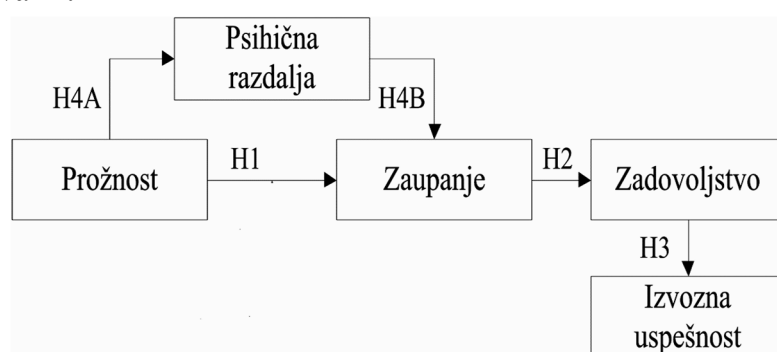 Psihična
razdalja
H4A
H4B
Prožnost
H1
Zaupanje
H2
Zadovoljstvo
H3
Izvozna
uspešnost